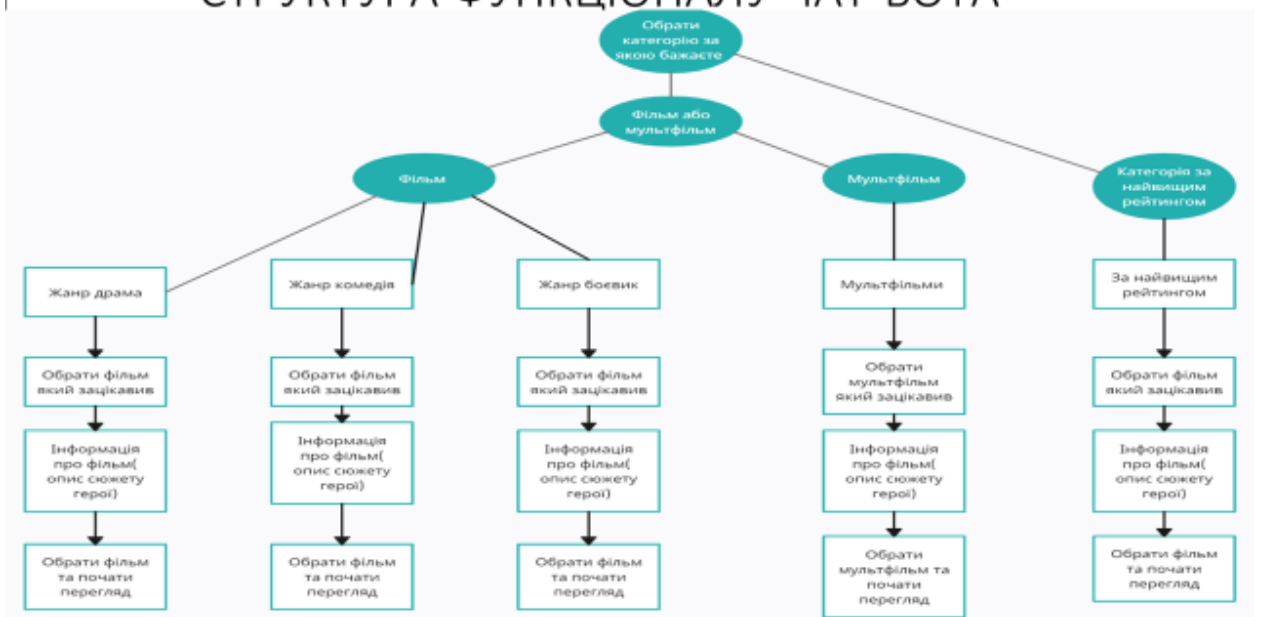 СТРУКТУРА ФУНКЦІОНАЛУ ЧАТ-БОТА
Обрати
категорію за
якою бажаєте
Фільм або
мультфільм
Фільм
Мультфільм
Категорія за
найвищим
рейтингом
Жанр драма
Жанр комедія
Жанр боєвик
Мультфільми
За найвищим
рейтингом
Обрати фільм
який зацікавив
Обрати фільм
який зацікавив
Обрати фільм
який зацікавив
Обрати
мультфільм
який зацікавив
Обрати фільм
який зацікавив
Інформація
про фільм(
опис сюжету
герої)
Інформація
про фільм(
опис сюжету
герої)
Інформація
про фільм(
опис сюжету
герої)
Інформація
про фільм(
опис сюжету
герої)
Інформація
про фільм(
опис сюжету
герої)
Обрати фільм
та почати
перегляд
Обрати фільм
та почати
перегляд
Обрати фільм
та почати
перегляд
Обрати
мультфільм та
почати
перегляд
Обрати фільм
та почати
перегляд